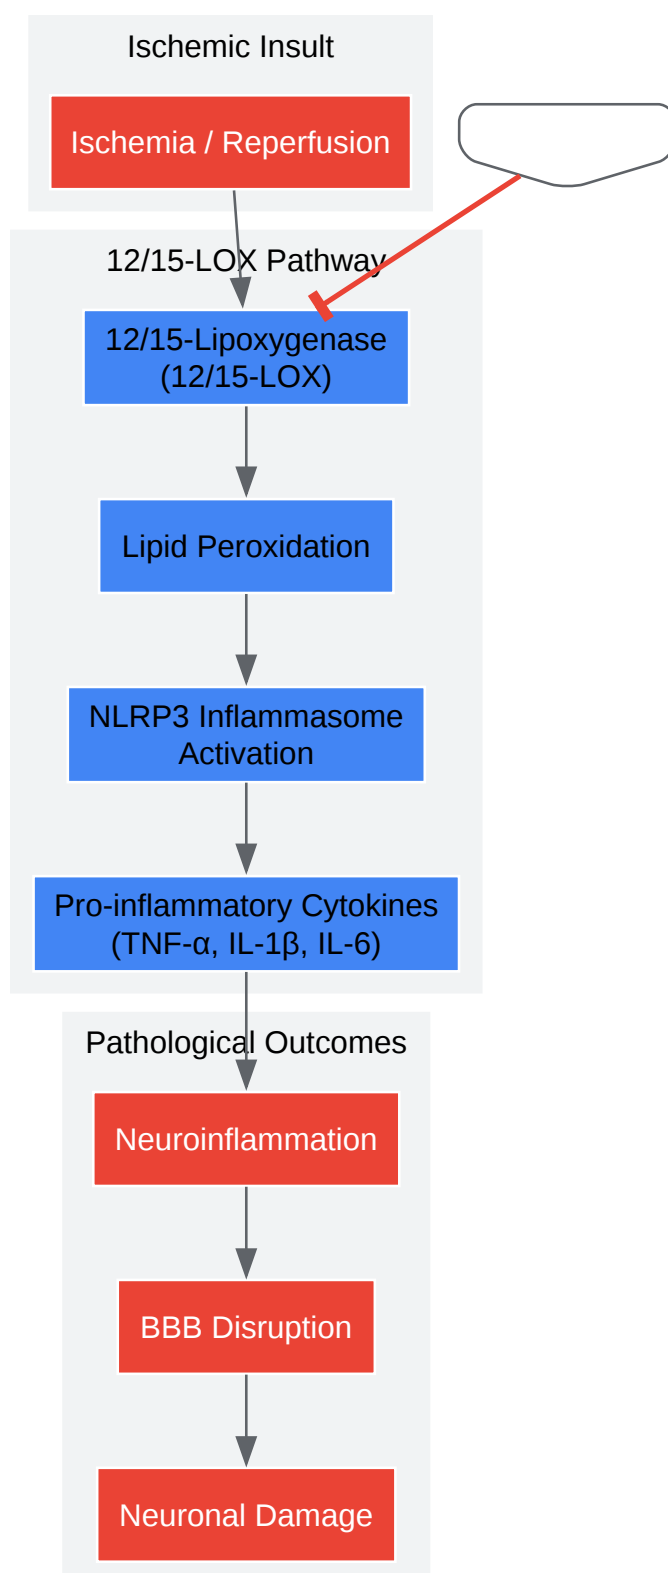 Ischemic Insult
Ischemia / Reperfusion
12/15-LOX Pathway
12/15-Lipoxygenase
(12/15-LOX)
Lipid Peroxidation
NLRP3 Inflammasome
Activation
Pro-inflammatory Cytokines
(TNF-α, IL-1β, IL-6)
Pathological Outcomes
Neuroinflammation
BBB Disruption
Neuronal Damage